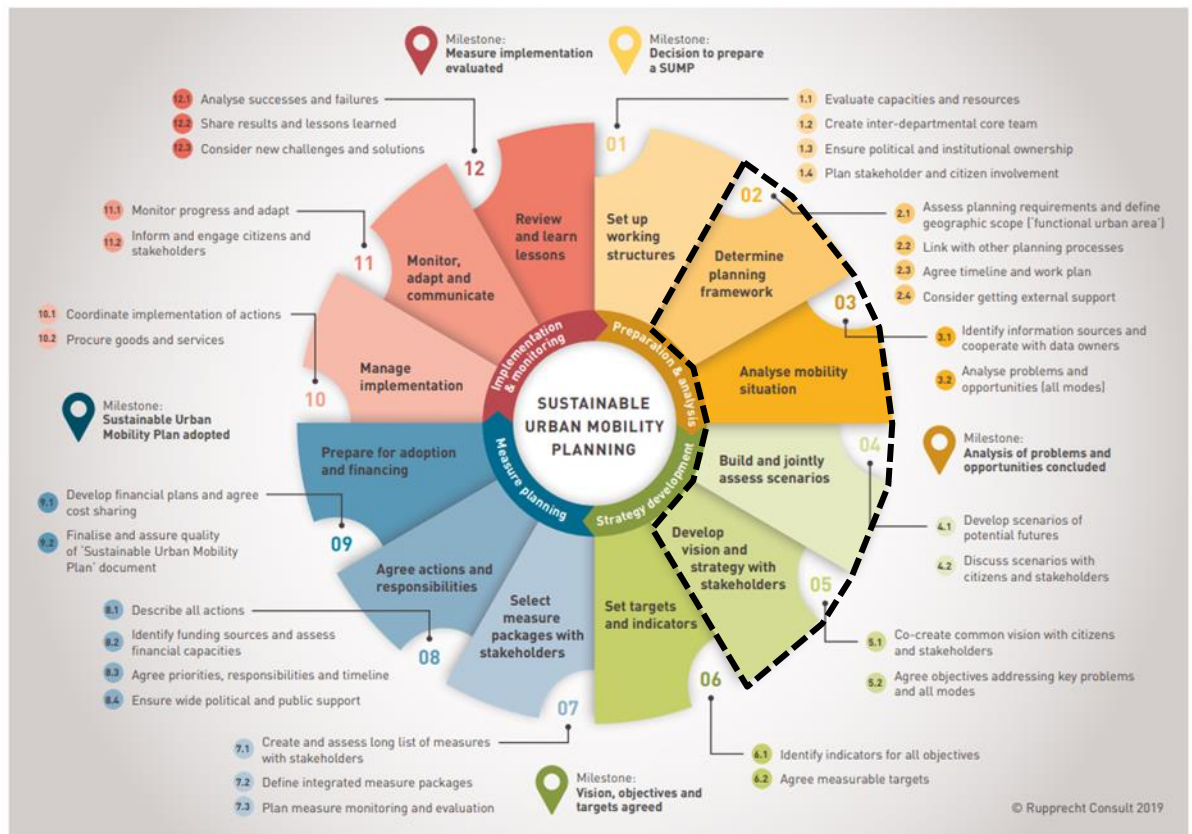 Milestone:
Measure implementation
evaluated
Milestone:
Decision to prepare
a SUMP
12.1 Analyse successes and failures
12.2 Share results and lessons learned
12.3 Consider new challenges and solutions
1.1 Evaluate capacities and resources
1.2 Create inter-departmental core team
1.3 Ensure political and institutional ownership
1.4 Plan stakeholder and citizen involvement
11.1 Monitor progress and adapt
11.2 Inform and engage citizens and
stakeholders
2.1 Assess planning requirements and define
geographic scope ('functional urban area')
2.2 Link with other planning processes
2.3 Agree timeline and work plan
2.4 Consider getting external support
10.1 Coordinate implementation of actions
10.2 Procure goods and services
3.1 Identify information sources and
cooperate with data owners
3.2 Analyse problems and
opportunities (all modes)
Milestone:
Sustainable Urban
Mobility Plan adopted
Milestone:
Analysis of problems and
opportunities concluded
01
Set up
working
structures
02
Determine
planning
framework
03
Analyse mobility
situation
04
Build and jointly
assess scenarios
05
Develop
vision and
strategy with
stakeholders
06
Set targets
and indicators
07
Select
measure
packages with
stakeholders
08
Agree actions and
responsibilities
09
Prepare for adoption
and financing
10
Manage
implementation
11
Monitor,
adapt and
communicate
12
Review
and learn
lessons
Preparation & analysis
Strategy development
Measure planning
Implementation
& monitoring
SUSTAINABLE
URBAN MOBILITY
PLANNING
9.1 Develop financial plans and agree
cost sharing
9.2 Finalise and assure quality
of 'Sustainable Urban Mobility
Plan' document
4.1 Develop scenarios of
potential futures
4.2 Discuss scenarios with
citizens and stakeholders
8.1 Describe all actions
8.2 Identify funding sources and assess
financial capacities
8.3 Agree priorities, responsibilities and timeline
8.4 Ensure wide political and public support
5.1 Co-create common vision with citizens
and stakeholders
5.2 Agree objectives addressing key problems
and all modes
7.1 Create and assess long list of measures
with stakeholders
7.2 Define integrated measure packages
7.3 Plan measure monitoring and evaluation
Milestone:
Vision, objectives and
targets agreed
6.1 Identify indicators for all objectives
6.2 Agree measurable targets
© Rupprecht Consult 2019